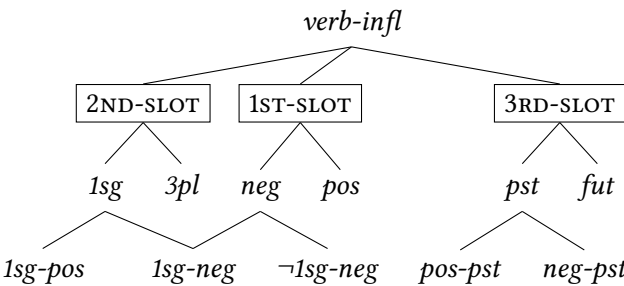 verb-infl
2ND-SLOT 1ST-SLOT 3RD-SLOT
1sg 3pl neg pos pst fut
1sg-pos 1sg-neg ¬1sg-neg pos-pst neg-pst